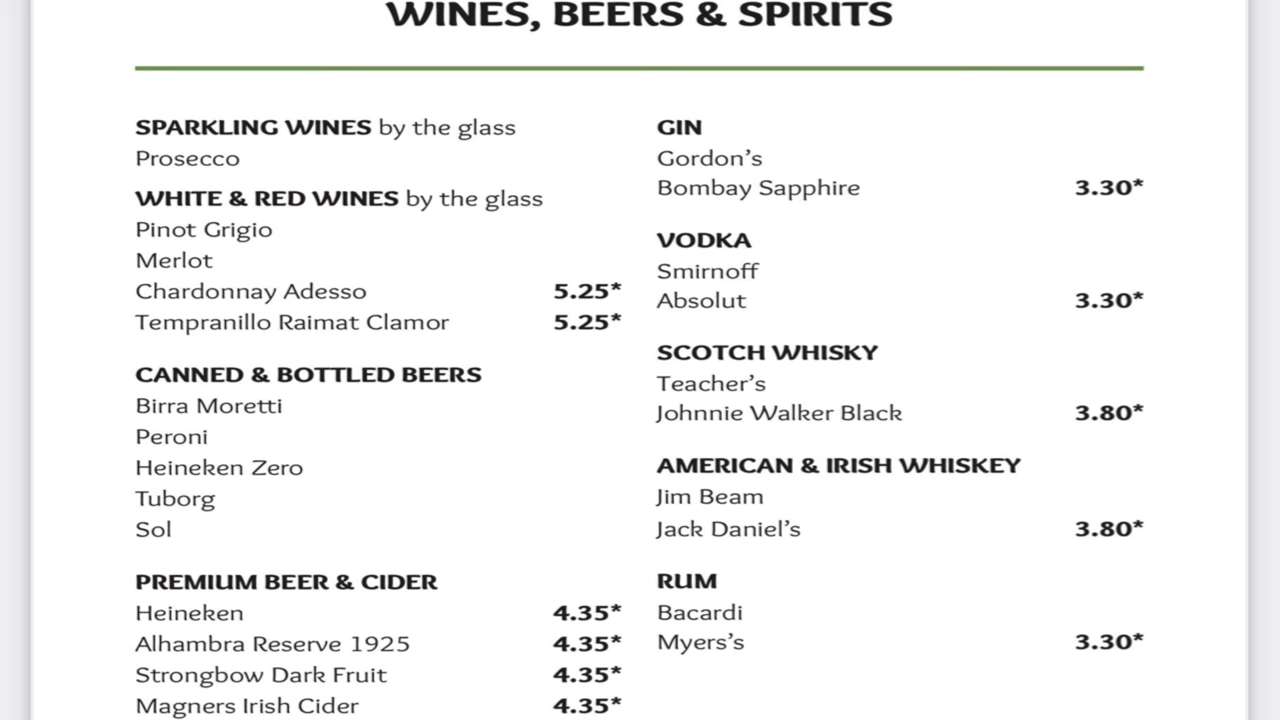 WINES, BEERS & SPIRITS
SPARKLING WINES by the glass
Prosecco
WHITE & RED WINES by the glass
Pinot Grigio
Merlot
Chardonnay Adesso 5.25*
Tempranillo Raimat Clamor 5.25*
CANNED & BOTTLED BEERS
Birra Moretti
Peroni
Heineken Zero
Tuborg
Sol
PREMIUM BEER & CIDER
Heineken 4.35*
Alhambra Reserve 1925 4.35*
Strongbow Dark Fruit 4.35*
Magners Irish Cider 4.35*
GIN
Gordon’s
Bombay Sapphire 3.30*
VODKA
Smirnoff
Absolut 3.30*
SCOTCH WHISKY
Teacher’s
Johnnie Walker Black 3.80*
AMERICAN & IRISH WHISKEY
Jim Beam
Jack Daniel’s 3.80*
RUM
Bacardi
Myers’s 3.30*